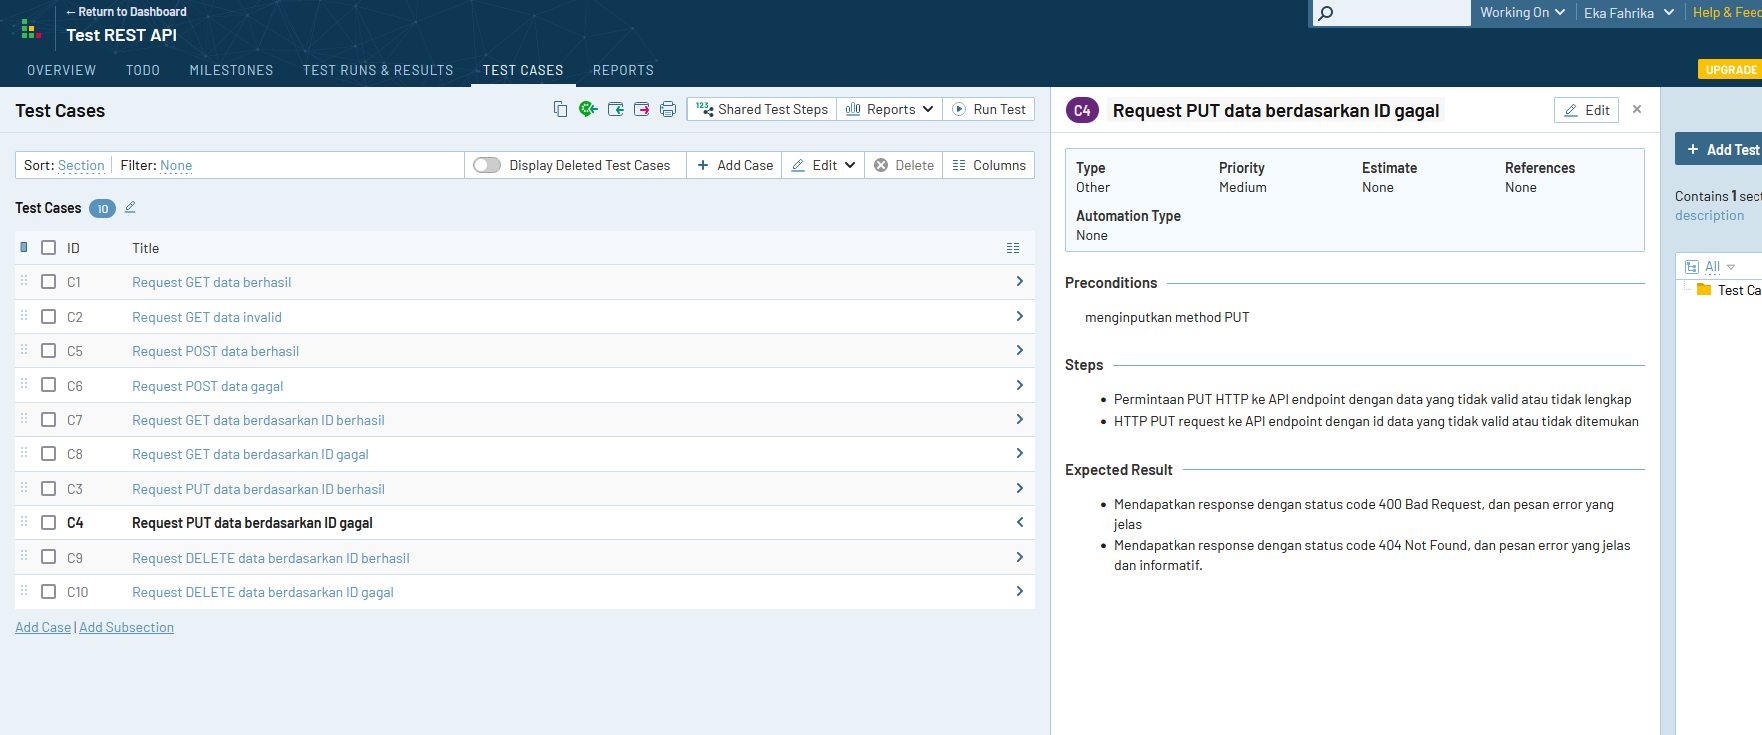 ← Return to Dashboard
Test REST API
Working On
Eka Fahrika
Help &
OVERVIEW TODO MILESTONES TEST RUNS & RESULTS TEST CASES REPORTS
UPGRADE
Test Cases
Shared Test Steps
Reports
Run Test
Sort: Section Filter: None
Display Deleted Test Cases
+ Add Case
Edit
Delete
Columns
Test Cases 10
ID Title
C1 Request GET data berhasil
C2 Request GET data invalid
C5 Request POST data berhasil
C6 Request POST data gagal
C7 Request GET data berdasarkan ID berhasil
C8 Request GET data berdasarkan ID gagal
C3 Request PUT data berdasarkan ID berhasil
C4 Request PUT data berdasarkan ID gagal
C9 Request DELETE data berdasarkan ID berhasil
C10 Request DELETE data berdasarkan ID gagal
Add Case | Add Subsection
C4 Request PUT data berdasarkan ID gagal
Edit
×
Type Priority Estimate References
Other Medium None None
Automation Type
None
Preconditions
menginputkan method PUT
Steps
• Permintaan PUT HTTP ke API endpoint dengan data yang tidak valid atau tidak lengkap
• HTTP PUT request ke API endpoint dengan id data yang tidak valid atau tidak ditemukan
Expected Result
• Mendapatkan response dengan status code 400 Bad Request, dan pesan error yang
jelas
• Mendapatkan response dengan status code 404 Not Found, dan pesan error yang jelas
dan informatif.
+ Add Test
Contains 1
description
All
Test